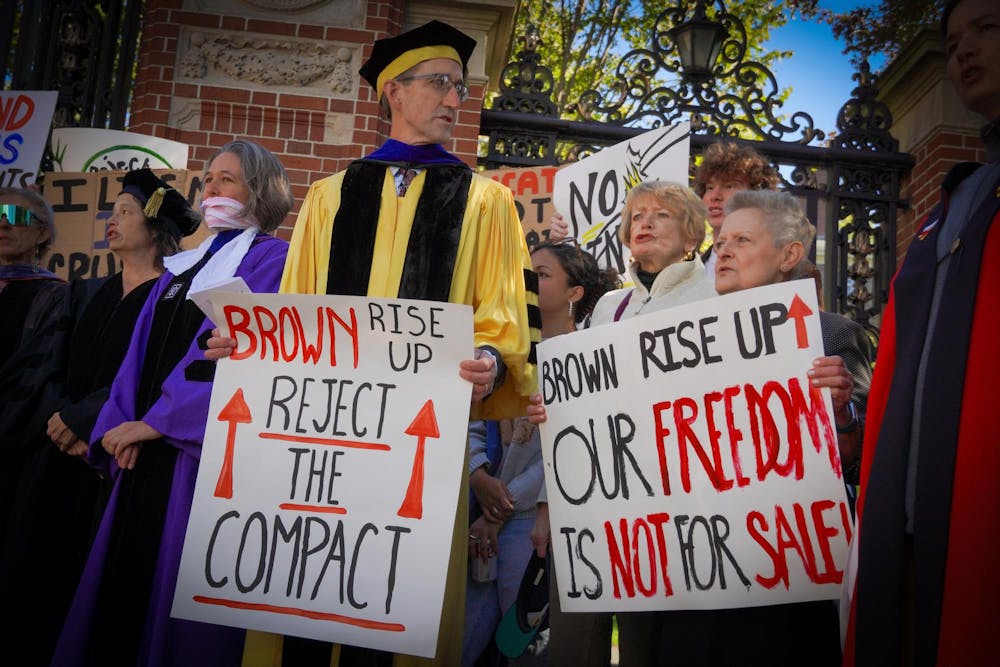 BROWN RISE
UP
REJECT
THE
COMPACT
BROWN RISE UP
OUR FREEDOM
IS NOT FOR SALE!
NO